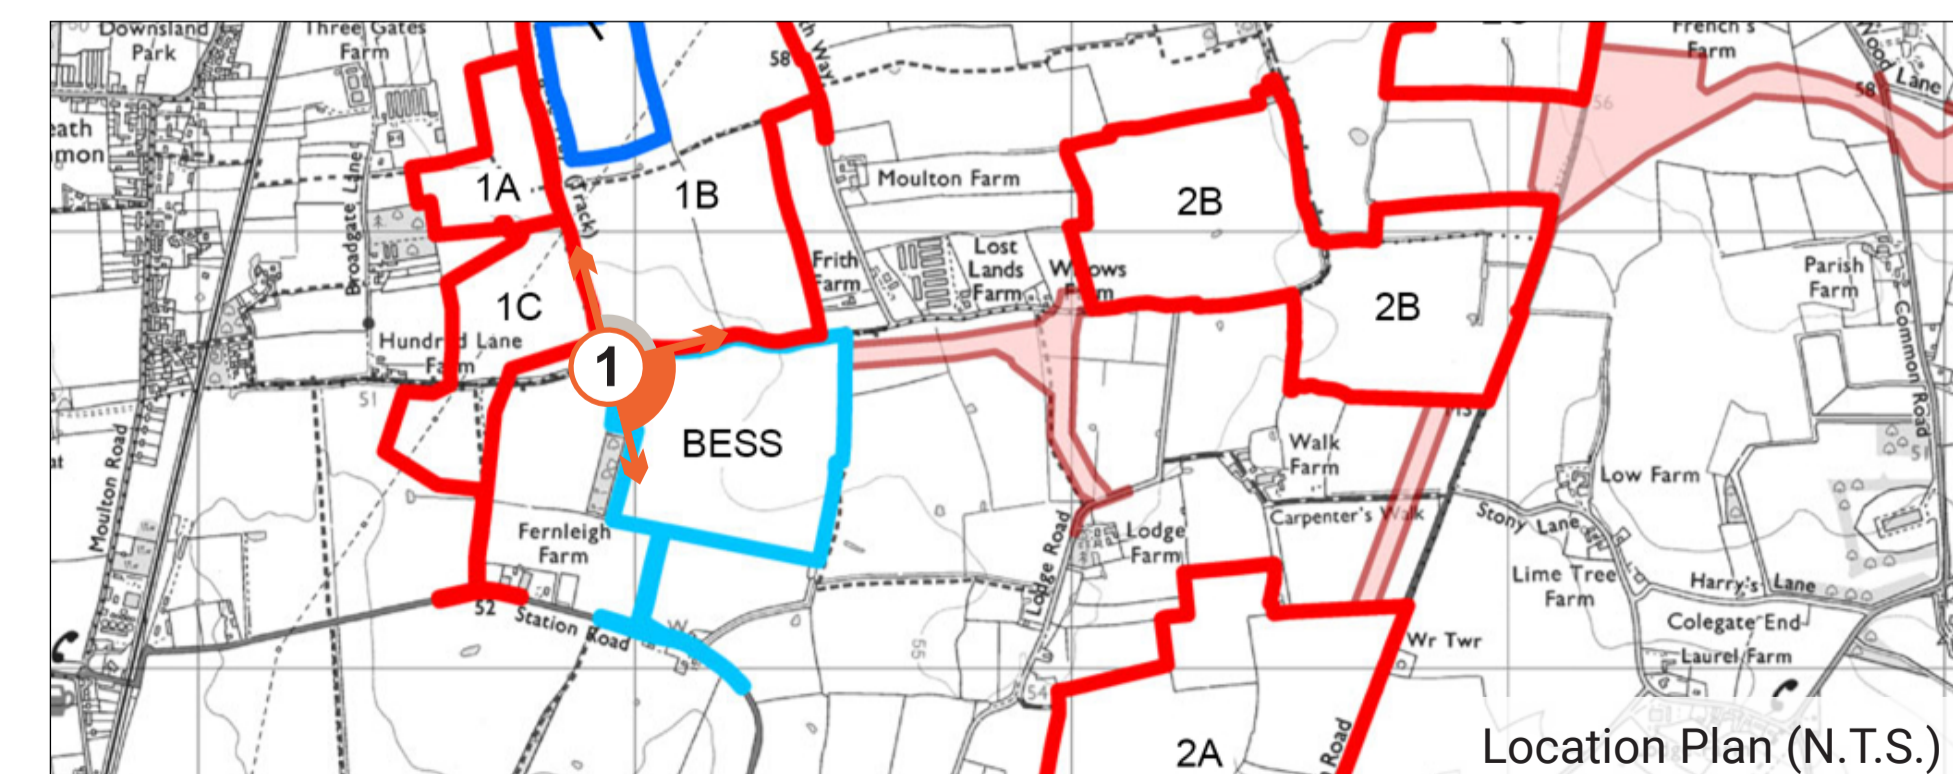 Downsland
Park
Three Gates
Farm
58
French's
Farm
Wood Lane
58
56
Broadgate Lane
1A
(Track)
1B
Moulton Farm
2B
Frith
Farm
Lost
Lands
Farm
Parish
Farm
Common Road
1C
2B
Hundred Lane
1
51
Moulton Road
BESS
Walk
Farm
Low Farm
51
Carpenter's Walk
Stony Lane
Fernleigh
Farm
Lodge Road
Lodge
Farm
Lime Tree
Farm
Harry's Lane
52
Station Road
55
Colegate End
Wr Twr
Laurel Farm
54
2A
Road
Location Plan (N.T.S.)